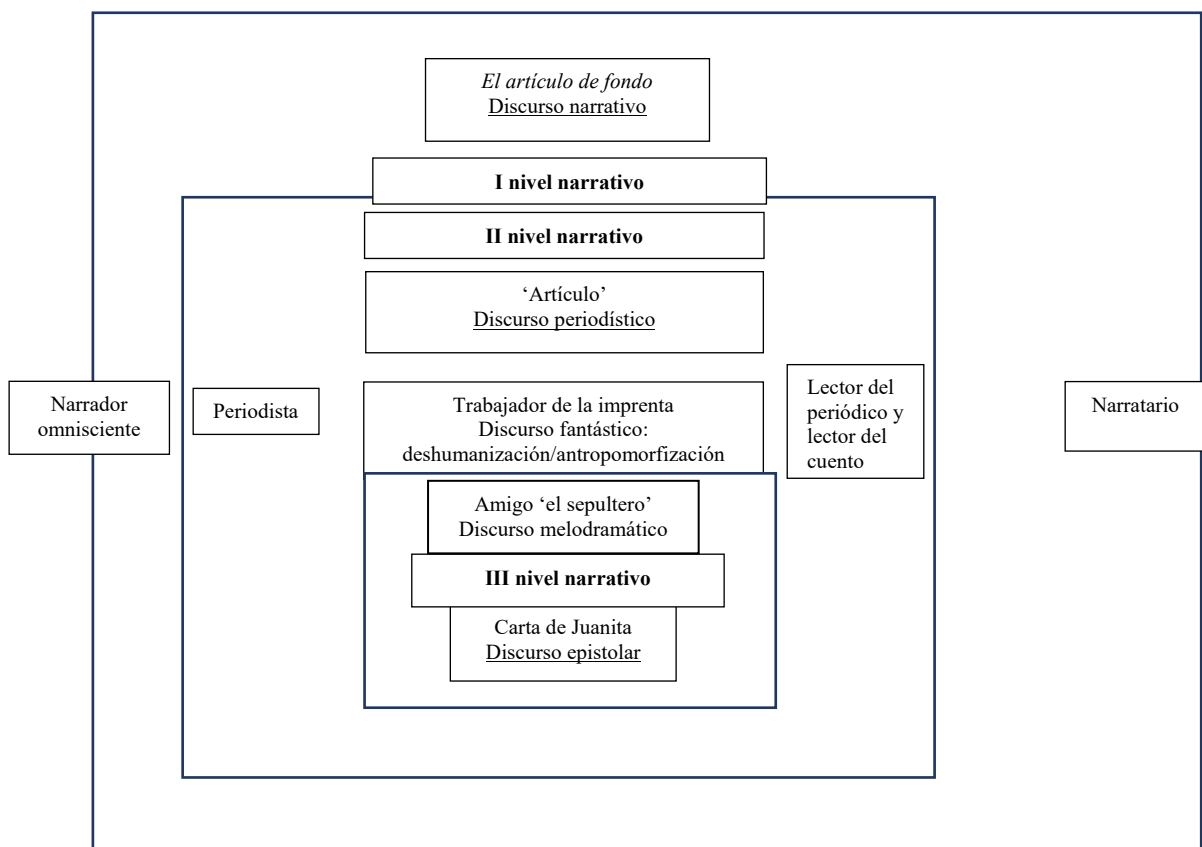 El artículo de fondo
Discurso narrativo
I nivel narrativo
II nivel narrativo
‘Artículo’
Discurso periodístico
Narrador
omnisciente
Periodista
Trabajador de la imprenta
Discurso fantástico:
deshumanización/antropomorfización
Lector del
periódico y
lector del
cuento
Narratario
Amigo ‘el sepultero’
Discurso melodramático
III nivel narrativo
Carta de Juanita
Discurso epistolar